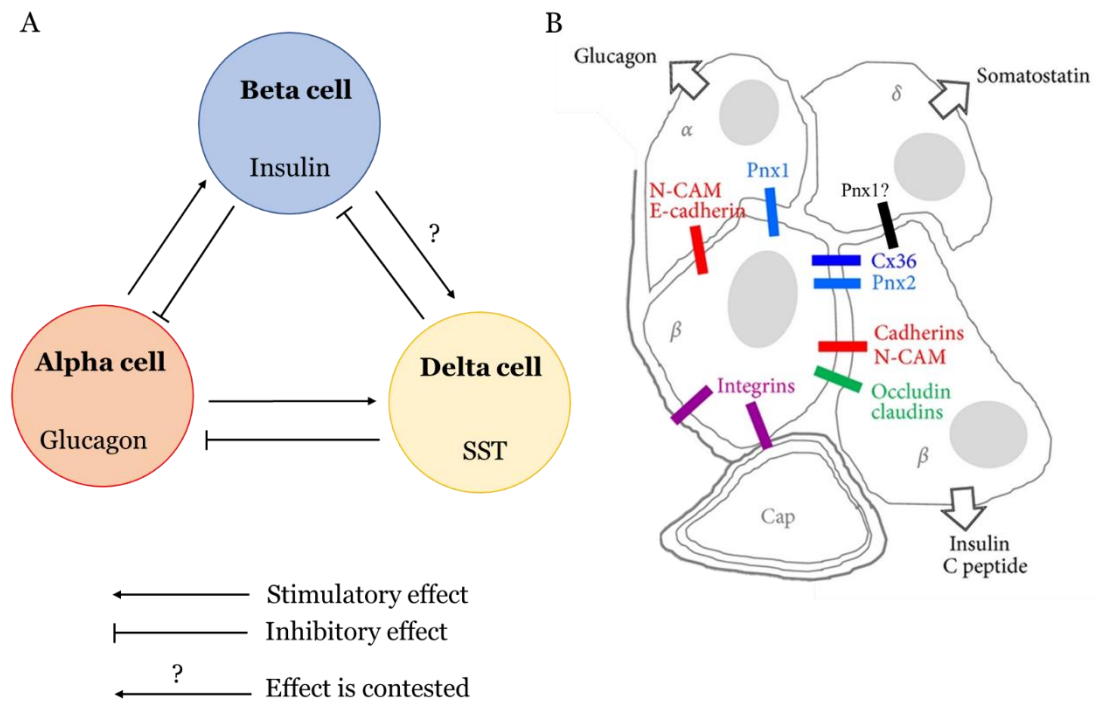 A
Beta cell
Insulin
?
Alpha cell
Glucagon
Delta cell
SST
Stimulatory effect
Inhibitory effect
?
Effect is contested
B
Glucagon
Somatostatin
δ
α
Pnx1
Pnx1?
N-CAM
E-cadherin
Cx36
Pnx2
β
Cadherins
N-CAM
Integrins
Occludin
claudins
β
Cap
Insulin
C peptide